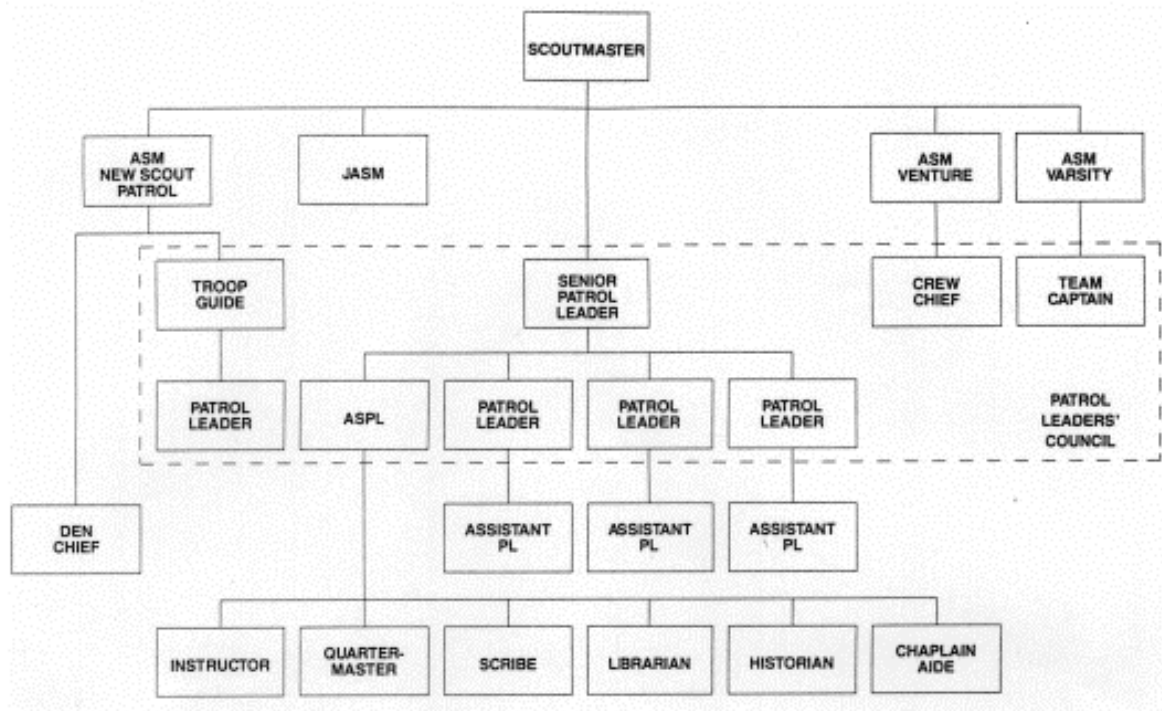 SCOUTMASTER
ASM
NEW SCOUT
PATROL
JASM
ASM
VENTURE
ASM
VARSITY
TROOP
GUIDE
SENIOR
PATROL
LEADER
CREW
CHIEF
TEAM
CAPTAIN
PATROL
LEADER
ASPL
PATROL
LEADER
PATROL
LEADER
PATROL
LEADER
PATROL
LEADERS'
COUNCIL
DEN
CHIEF
ASSISTANT
PL
ASSISTANT
PL
ASSISTANT
PL
INSTRUCTOR
QUARTER-
MASTER
SCRIBE
LIBRARIAN
HISTORIAN
CHAPLAIN
AIDE